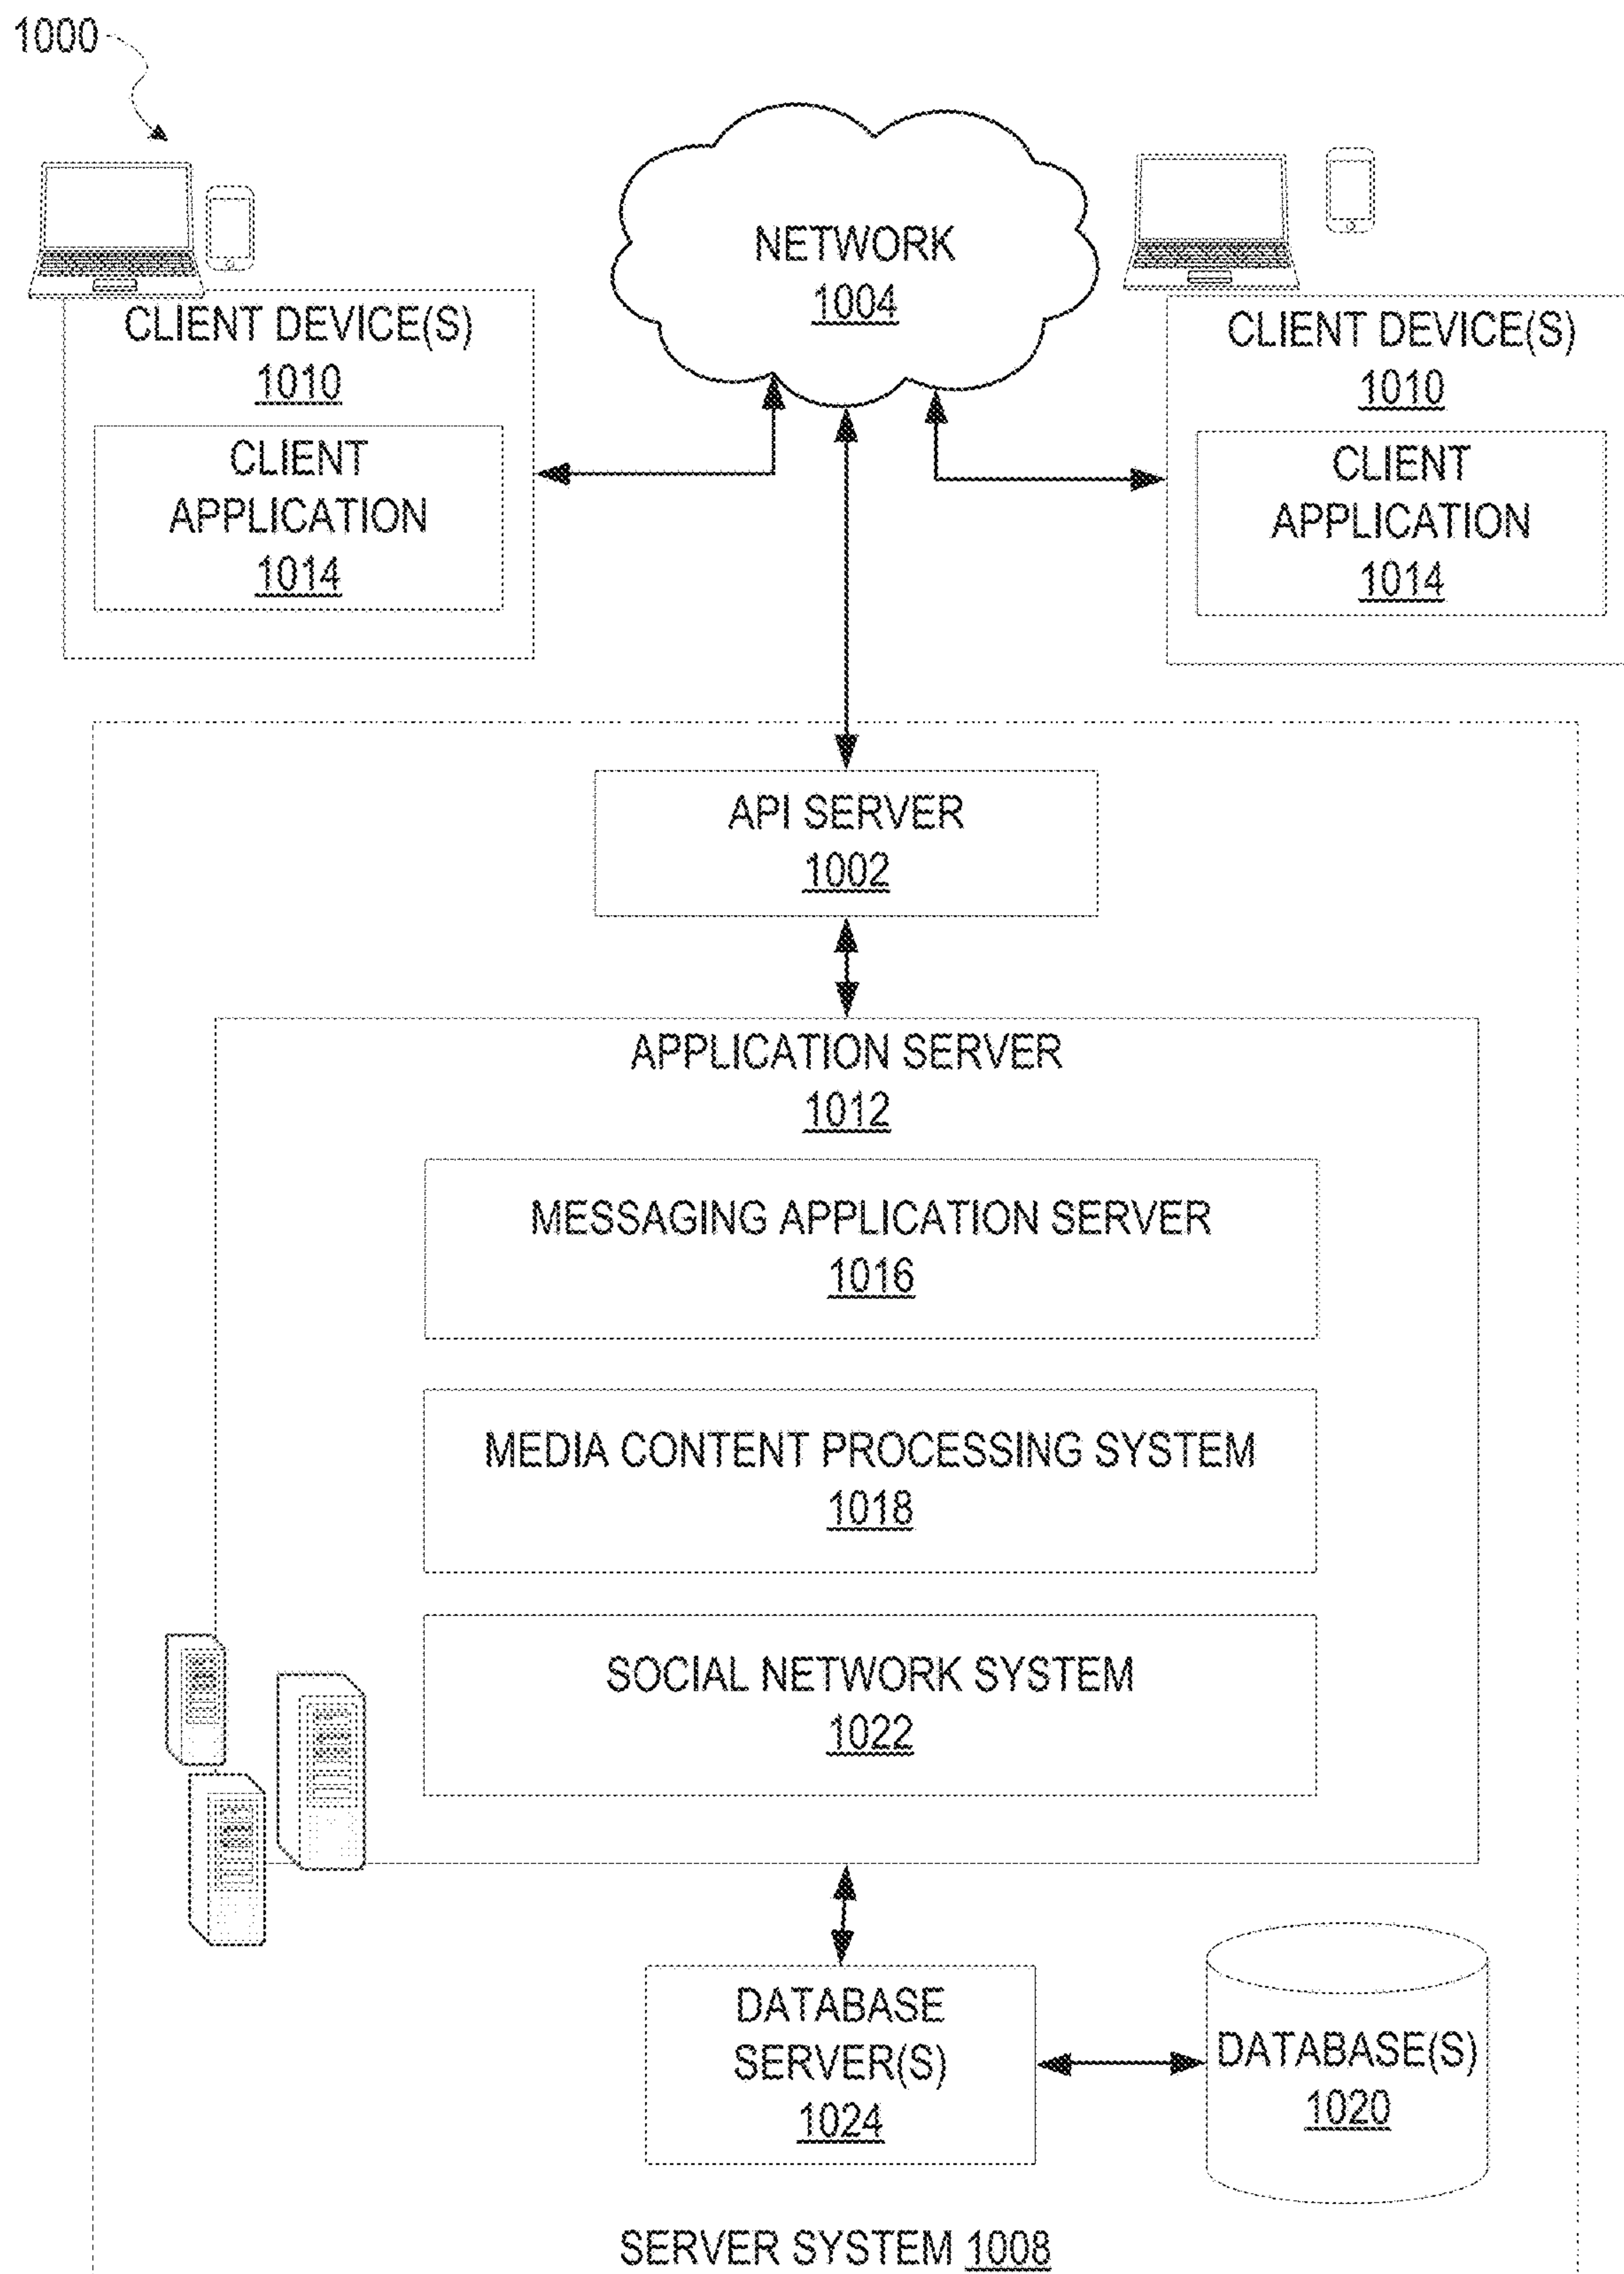 1000
NETWORK
1004
CLIENT DEVICE(S)
1010
CLIENT
APPLICATION
1014
CLIENT DEVICE(S)
1010
CLIENT
APPLICATION
1014
API SERVER
1002
APPLICATION SERVER
1012
MESSAGING APPLICATION SERVER
1016
MEDIA CONTENT PROCESSING SYSTEM
1018
SOCIAL NETWORK SYSTEM
1022
DATABASE
SERVER(S)
1024
DATABASE(S)
1020
SERVER SYSTEM 1008